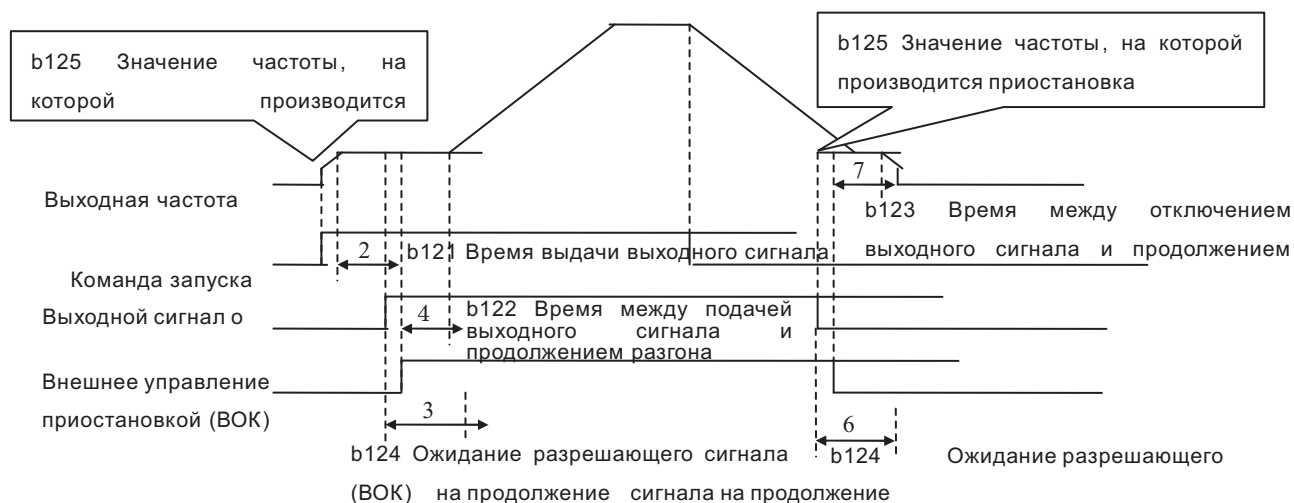 b125 Значение частоты, на
которой производится
b125 Значение частоты, на которой
производится приостановка
Выходная частота
7
b123 Время между отключением
выходного сигнала и продолжением
2
b121 Время выдачи выходного сигнала
Команда запуска
Выходной сигнал о
4
b122 Время между подачей
выходного сигнала и
продолжением разгона
Внешнее управление
приостановкой (ВОК)
3
6
b124 Ожидание разрешающего сигнала
(ВОК) на продолжение сигнала на продолжение
b124 Ожидание разрешающего